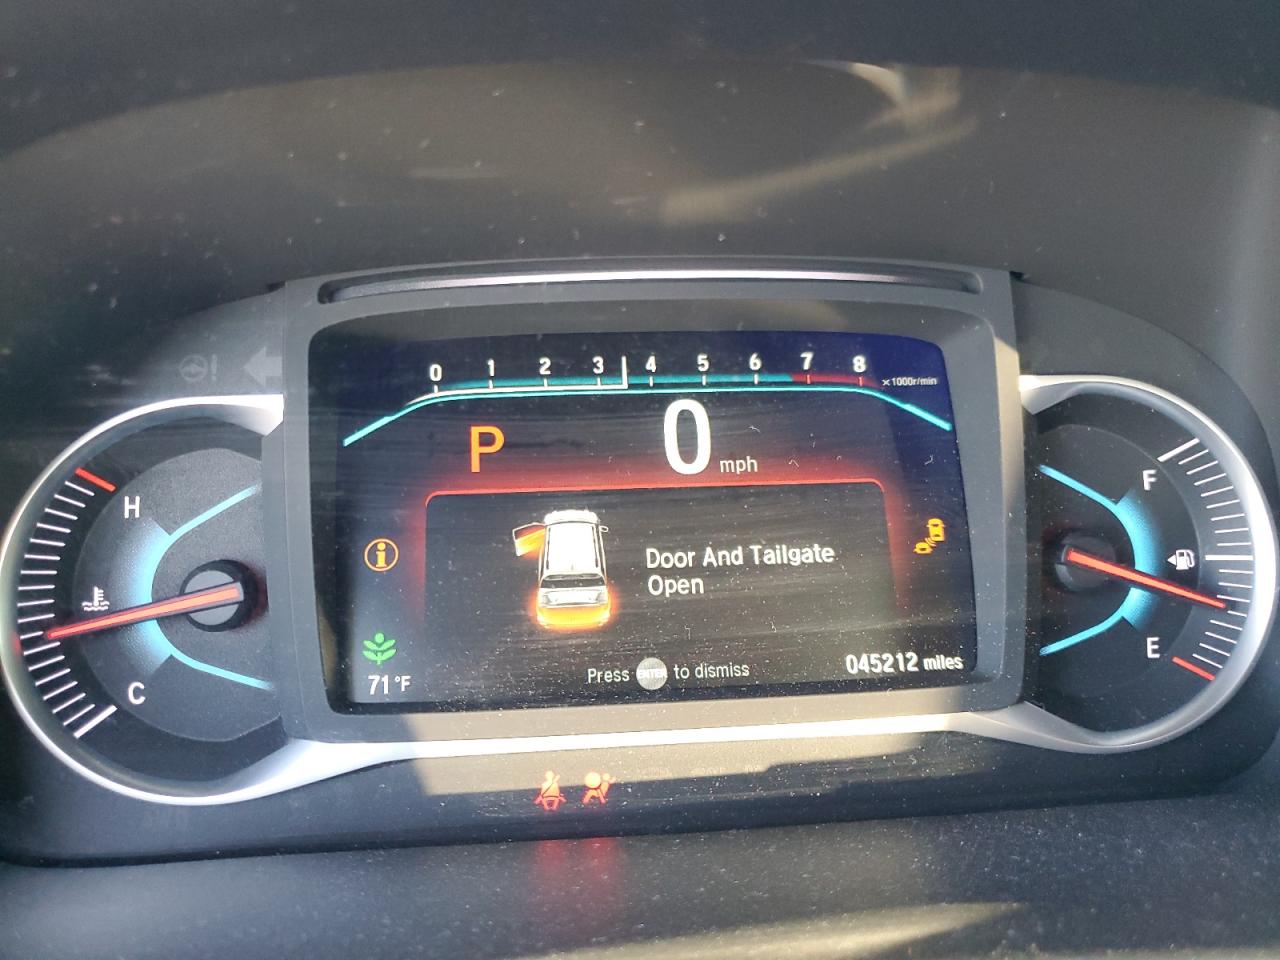 0 1 2 3 4 5 6 7 8 ×1000r/min
P 0 mph
H
F
Door And Tailgate
Open
C
E
71°F
Press ENTER to dismiss
045212 miles